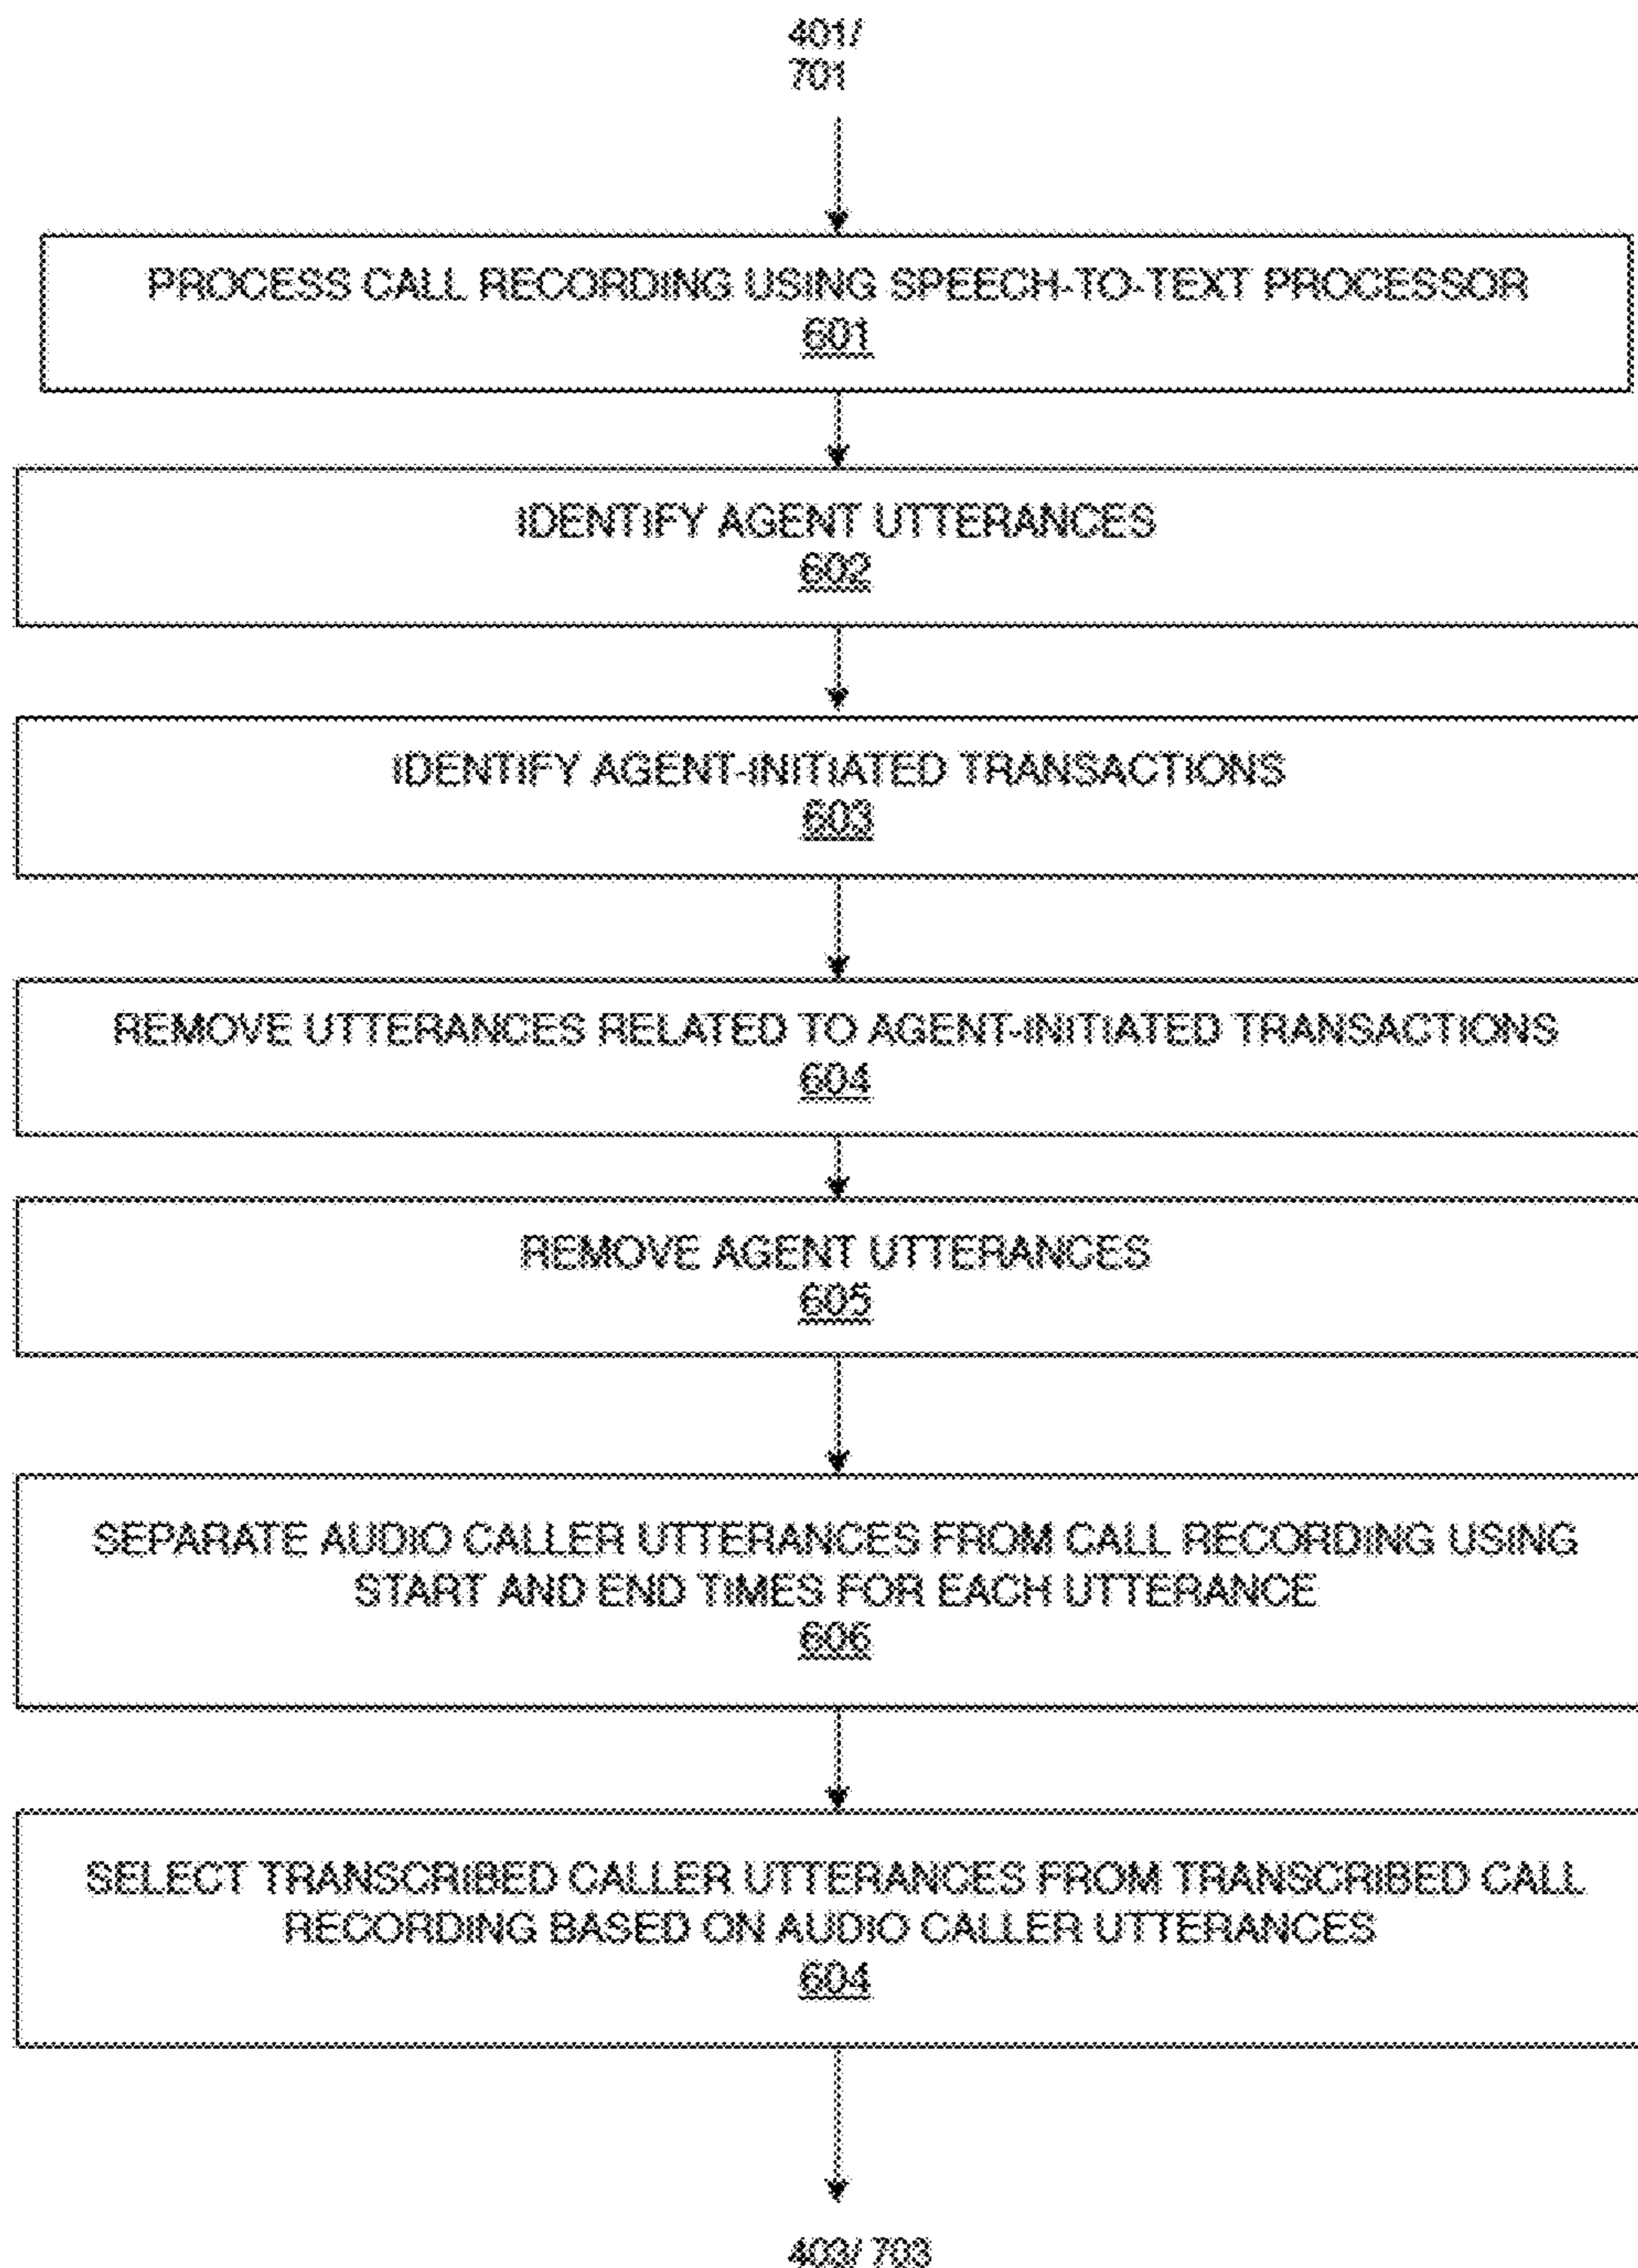 401/
701
PROCESS CALL RECORDING USING SPEECH-TO-TEXT PROCESSOR
601
IDENTIFY AGENT UTTERANCES
602
IDENTIFY AGENT-INITIATED TRANSACTIONS
603
REMOVE UTTERANCES RELATED TO AGENT-INITIATED TRANSACTIONS
604
REMOVE AGENT UTTERANCES
605
SEPARATE AUDIO CALLER UTTERANCES FROM CALL RECORDING USING
START AND END TIMES FOR EACH UTTERANCE
606
SELECT TRANSCRIBED CALLER UTTERANCES FROM TRANSCRIBED CALL
RECORDING BASED ON AUDIO CALLER UTTERANCES
604
403/ 703